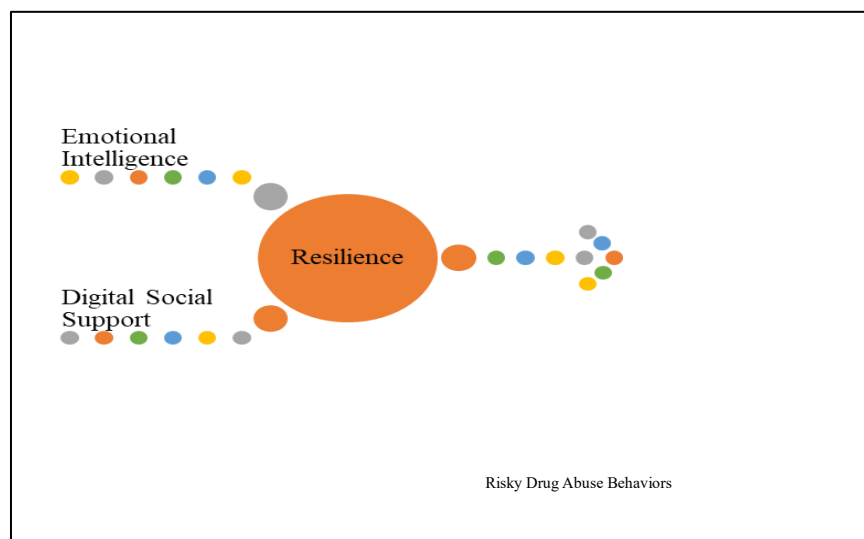 Emotional
Intelligence
Resilience
Digital Social
Support
Risky Drug Abuse Behaviors